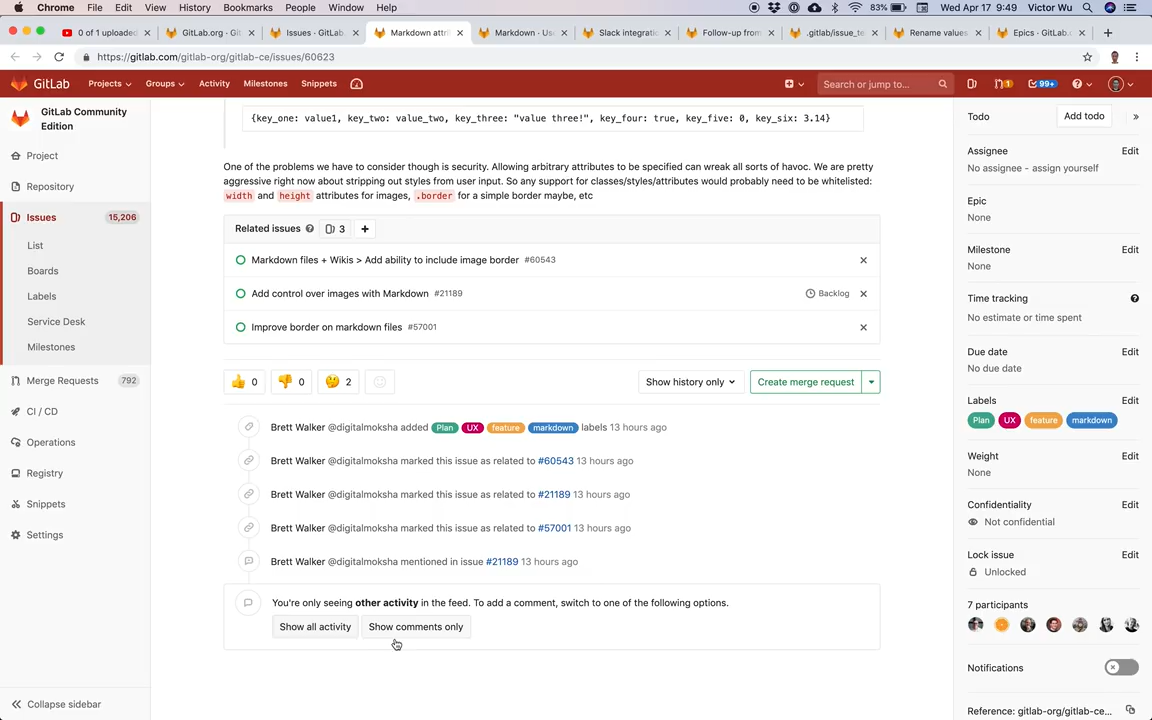 Chrome File Edit View History Bookmarks People Window Help 83% Wed Apr 17 9:49 Victor Wu
0 of 1 uploaded GitLab.org · Git Issues · GitLab. Markdown attri Markdown · Use Slack integratio Follow-up from .gitlab/issue_te Rename values Epics · GitLab.o
https://gitlab.com/gitlab-org/gitlab-ce/issues/60623
GitLab Projects Groups Activity Milestones Snippets Search or jump to... 1 99+
GitLab Community
Edition
Project
Repository
Issues 15,206
List
Boards
Labels
Service Desk
Milestones
Merge Requests 792
CI / CD
Operations
Registry
Snippets
Settings
Collapse sidebar
{key_one: value1, key_two: value_two, key_three: "value three!", key_four: true, key_five: 0, key_six: 3.14}
One of the problems we have to consider though is security. Allowing arbitrary attributes to be specified can wreak all sorts of havoc. We are pretty
aggressive right now about stripping out styles from user input. So any support for classes/styles/attributes would probably need to be whitelisted:
width and height attributes for images, .border for a simple border maybe, etc
Related issues 3 +
Markdown files + Wikis > Add ability to include image border #60543
Add control over images with Markdown #21189 Backlog
Improve border on markdown files #57001
0 0 2 Show history only Create merge request
Brett Walker @digitalmoksha added Plan UX feature markdown labels 13 hours ago
Brett Walker @digitalmoksha marked this issue as related to #60543 13 hours ago
Brett Walker @digitalmoksha marked this issue as related to #21189 13 hours ago
Brett Walker @digitalmoksha marked this issue as related to #57001 13 hours ago
Brett Walker @digitalmoksha mentioned in issue #21189 13 hours ago
You're only seeing other activity in the feed. To add a comment, switch to one of the following options.
Show all activity Show comments only
Todo Add todo
Assignee Edit
No assignee - assign yourself
Epic
None
Milestone Edit
None
Time tracking
No estimate or time spent
Due date Edit
No due date
Labels Edit
Plan UX feature markdown
Weight Edit
None
Confidentiality Edit
Not confidential
Lock issue Edit
Unlocked
7 participants
Notifications
Reference: gitlab-org/gitlab-ce...